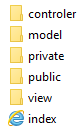 controler
model
private
public
view
index